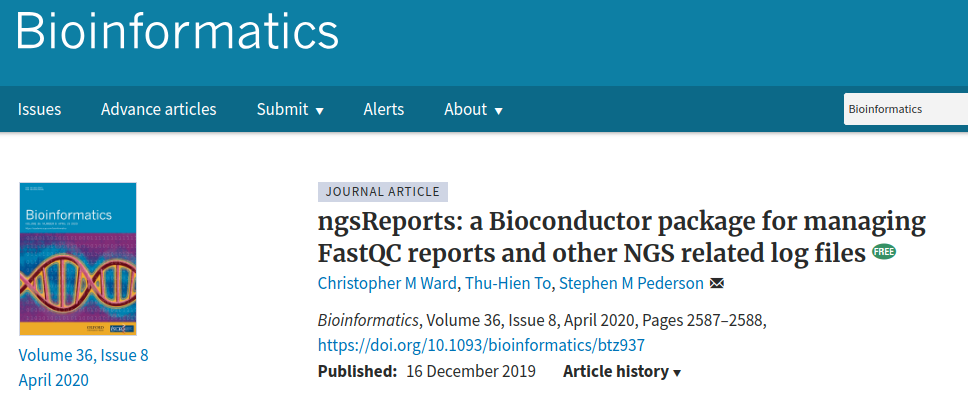 Bioinformatics
Issues
Advance articles
Submit ▼
Alerts
About ▼
Bioinformatics
Bioinformatics
OXFORD
Volume 36, Issue 8
April 2020
JOURNAL ARTICLE
ngsReports: a Bioconductor package for managing
FastQC reports and other NGS related log files FREE
Christopher M Ward, Thu-Hien To, Stephen M Pederson
Bioinformatics, Volume 36, Issue 8, April 2020, Pages 2587–2588,
https://doi.org/10.1093/bioinformatics/btz937
Published: 16 December 2019 Article history ▼